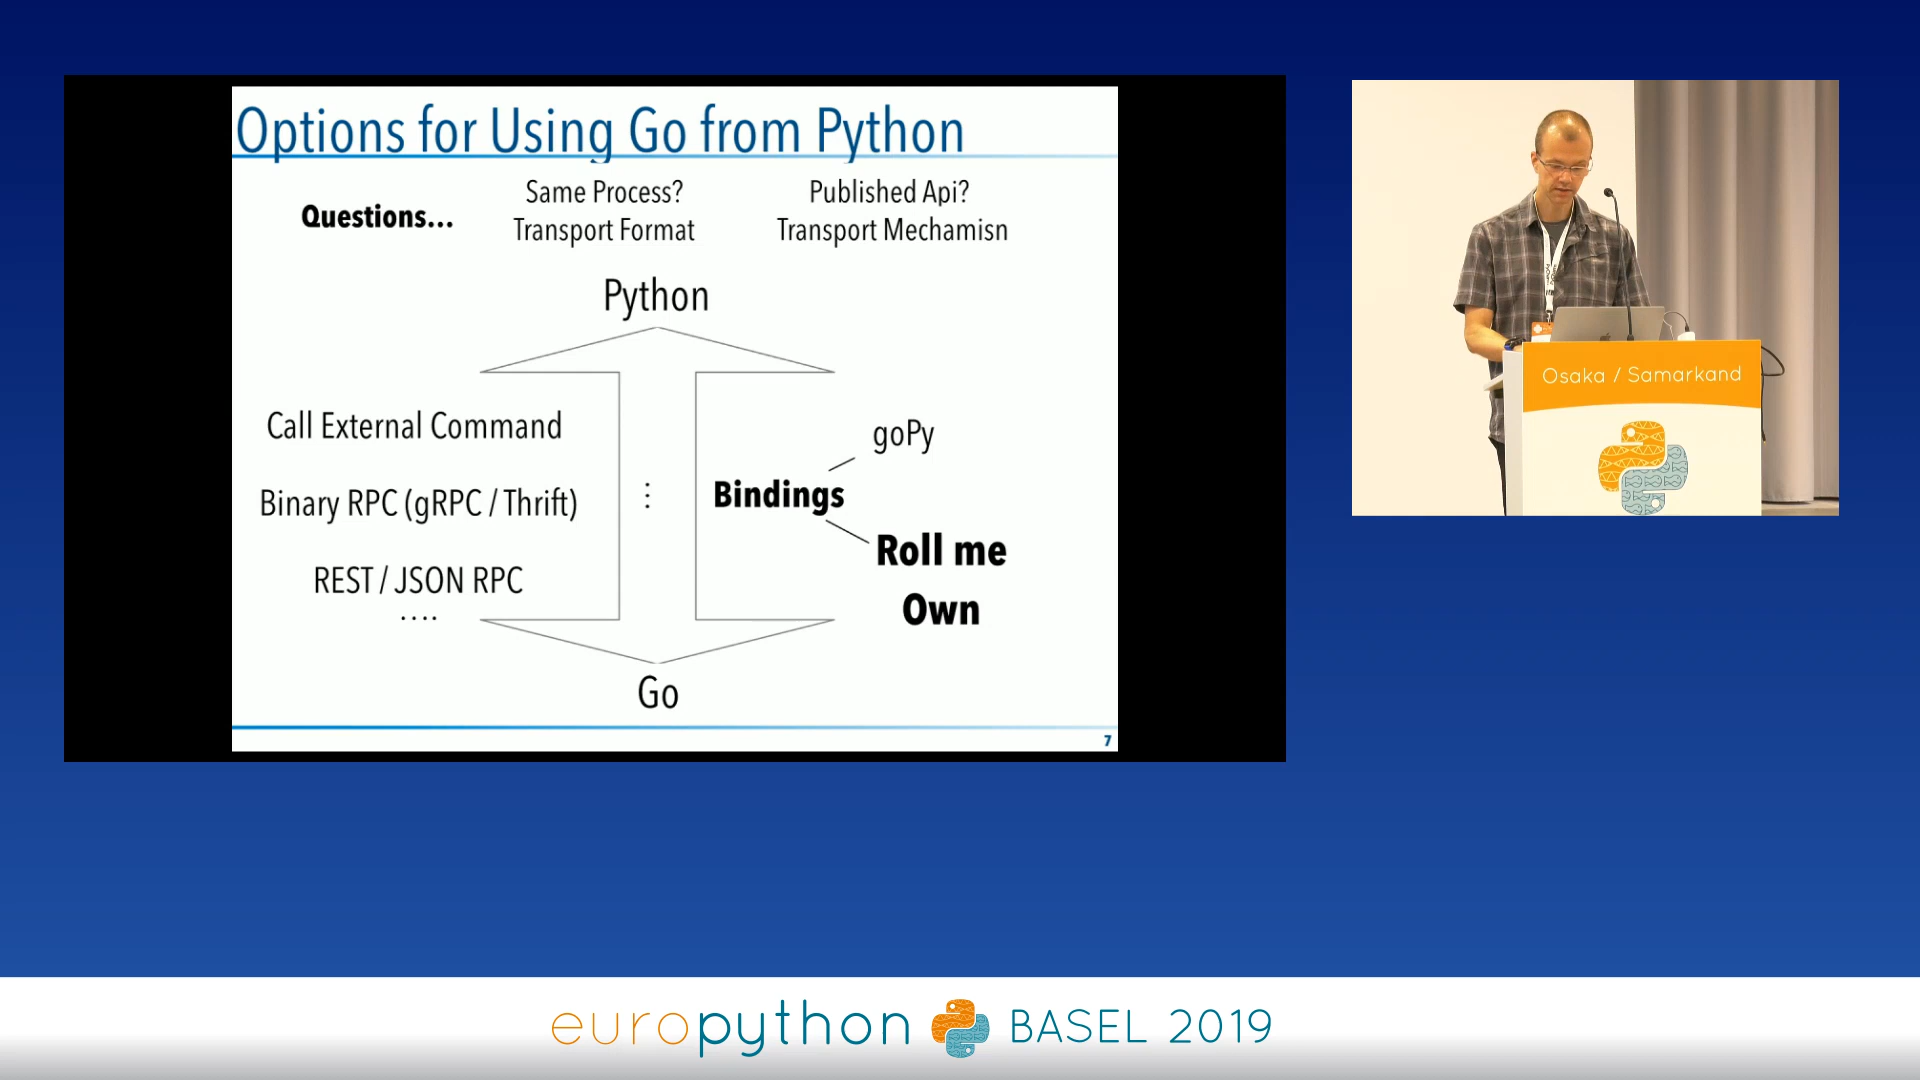 Options for Using Go from Python
Questions...
Same Process?
Transport Format
Published Api?
Transport Mechamisn
Python
Call External Command
Binary RPC (gRPC / Thrift)
REST / JSON RPC
....
goPy
Bindings
Roll me
Own
Go
7
Osaka / Samarkand
europython BASEL 2019